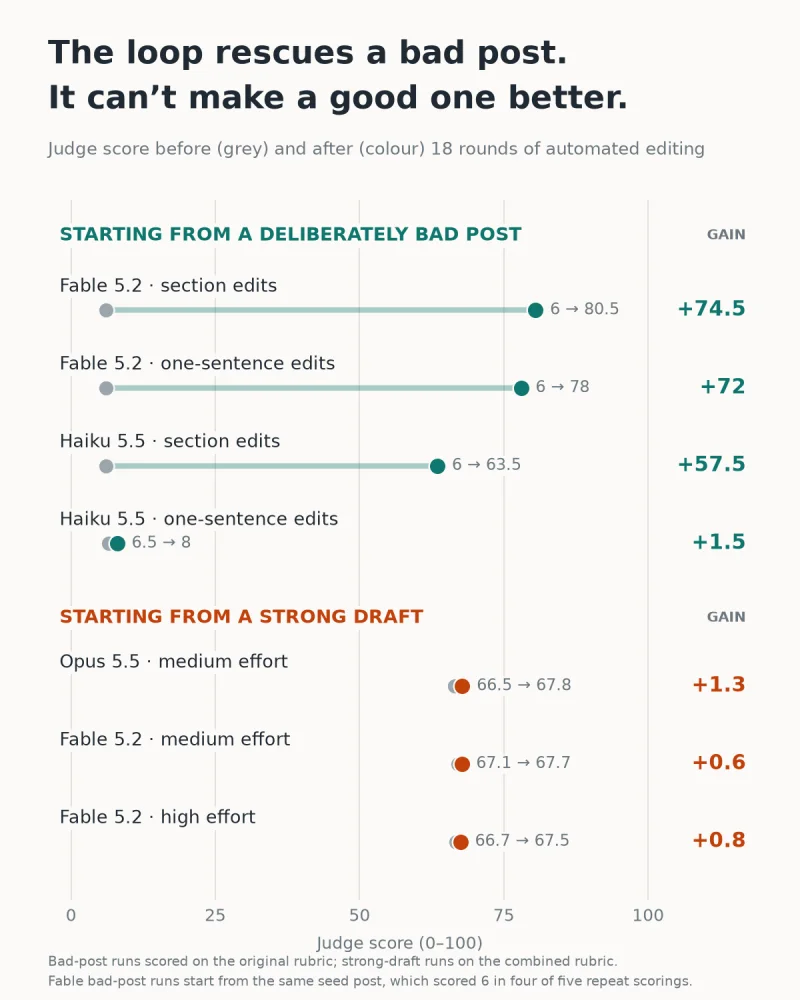 The loop rescues a bad post.
It can’t make a good one better.
Judge score before (grey) and after (colour) 18 rounds of automated editing
STARTING FROM A DELIBERATELY BAD POST GAIN
Fable 5.2 · section edits
6 → 80.5 +74.5
Fable 5.2 · one-sentence edits
6 → 78 +72
Haiku 5.5 · section edits
6 → 63.5 +57.5
Haiku 5.5 · one-sentence edits
6.5 → 8 +1.5
STARTING FROM A STRONG DRAFT GAIN
Opus 5.5 · medium effort
66.5 → 67.8 +1.3
Fable 5.2 · medium effort
67.1 → 67.7 +0.6
Fable 5.2 · high effort
66.7 → 67.5 +0.8
0 25 50 75 100
Judge score (0–100)
Bad-post runs scored on the original rubric; strong-draft runs on the combined rubric.
Fable bad-post runs start from the same seed post, which scored 6 in four of five repeat scorings.